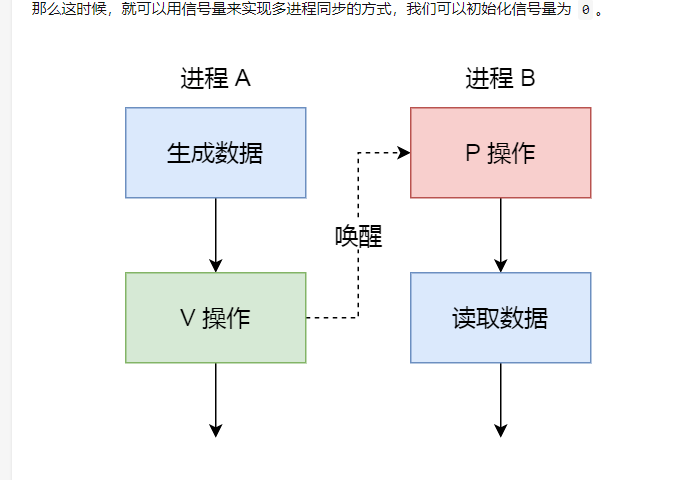 那么这时候，就可以用信号量来实现多进程同步的方式，我们可以初始化信号量为 0 。
进程 A
进程 B
生成数据
P 操作
唤醒
V 操作
读取数据